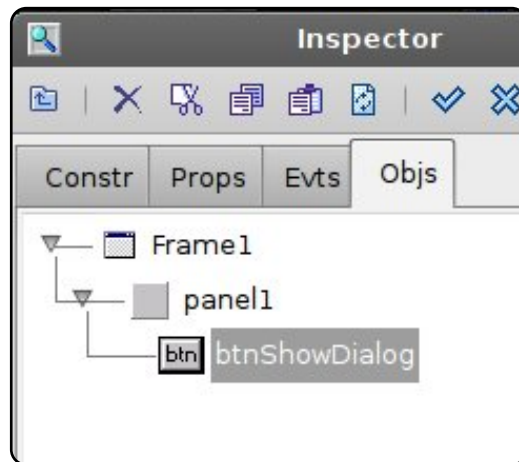 Inspector
Constr Props Evts Objs
Frame1
panel1
btn btnShowDialog